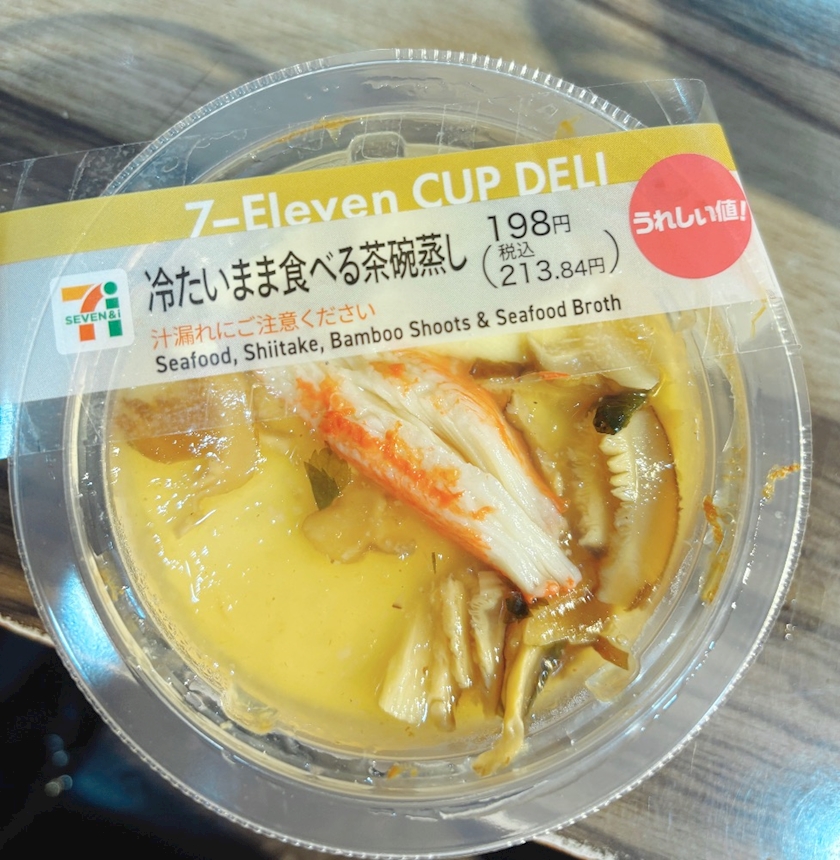 7-Eleven CUP DELI
うれしい値!
冷たいまま食べる茶碗蒸し
198円
(税込
213.84円)
SEVEN&i
汁漏れにご注意ください
Seafood, Shiitake, Bamboo Shoots & Seafood Broth